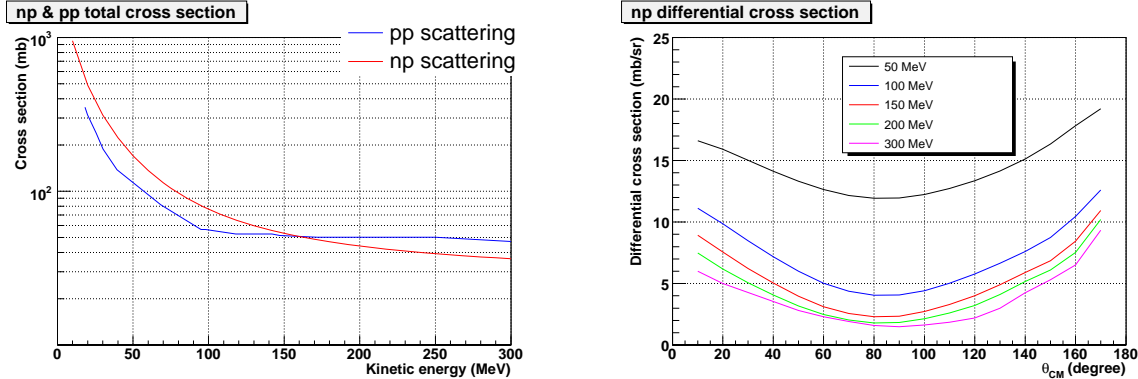 np & pp total cross section
Cross section (mb)
10³
10²
pp scattering
np scattering
0 50 100 150 200 250 300
Kinetic energy (MeV)
np differential cross section
Differential cross section (mb/sr)
25
20
15
10
5
0
50 MeV
100 MeV
150 MeV
200 MeV
300 MeV
0 20 40 60 80 100 120 140 160 180
θCM (degree)